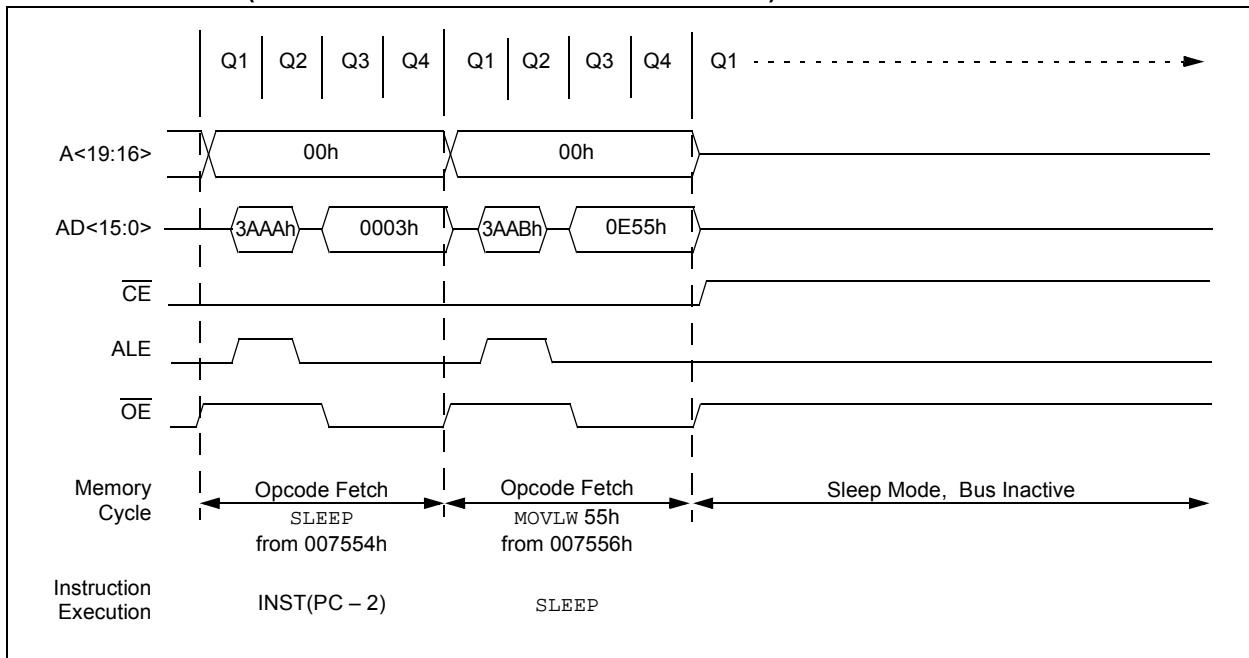 Q1 Q2 Q3 Q4 Q1 Q2 Q3 Q4 Q1
A<19:16> 00h 00h
AD<15:0> 3AAAh 0003h 3AABh 0E55h
CE
ALE
OE
Memory Cycle
Opcode Fetch
SLEEP
from 007554h
Opcode Fetch
MOVLW 55h
from 007556h
Sleep Mode, Bus Inactive
Instruction
Execution
INST(PC – 2)
SLEEP